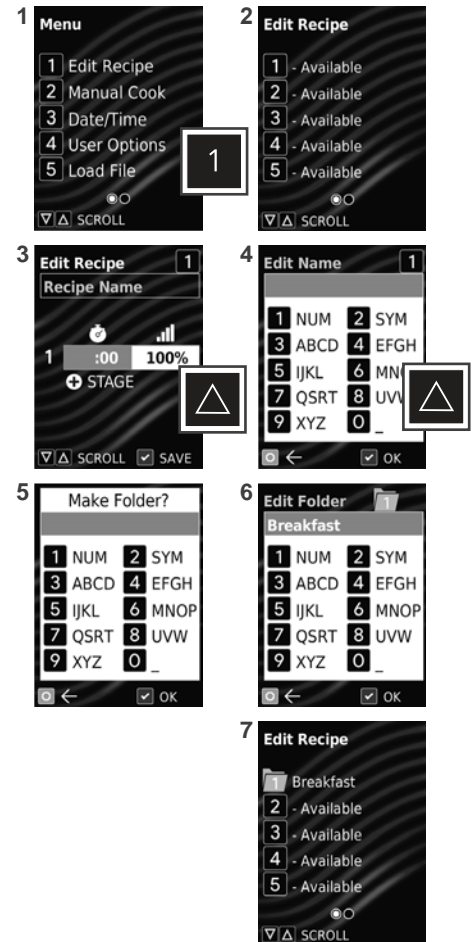 1
Menu
1 Edit Recipe
2 Manual Cook
3 Date/Time
4 User Options
5 Load File
SCROLL
1
2
Edit Recipe
1 - Available
2 - Available
3 - Available
4 - Available
5 - Available
SCROLL
3
Edit Recipe 1
Recipe Name
1 :00 100%
STAGE
SCROLL SAVE
4
Edit Name 1
1 NUM 2 SYM
3 ABCD 4 EFGH
5 IJKL 6
7 QSRT 8
9 XYZ 0 _
← OK
5
Make Folder?
1 NUM 2 SYM
3 ABCD 4 EFGH
5 IJKL 6 MNOP
7 QSRT 8 UVW
9 XYZ 0 _
← OK
6
Edit Folder 1
Breakfast
1 NUM 2 SYM
3 ABCD 4 EFGH
5 IJKL 6 MNOP
7 QSRT 8 UVW
9 XYZ 0 _
← OK
7
Edit Recipe
1 Breakfast
2 - Available
3 - Available
4 - Available
5 - Available
SCROLL